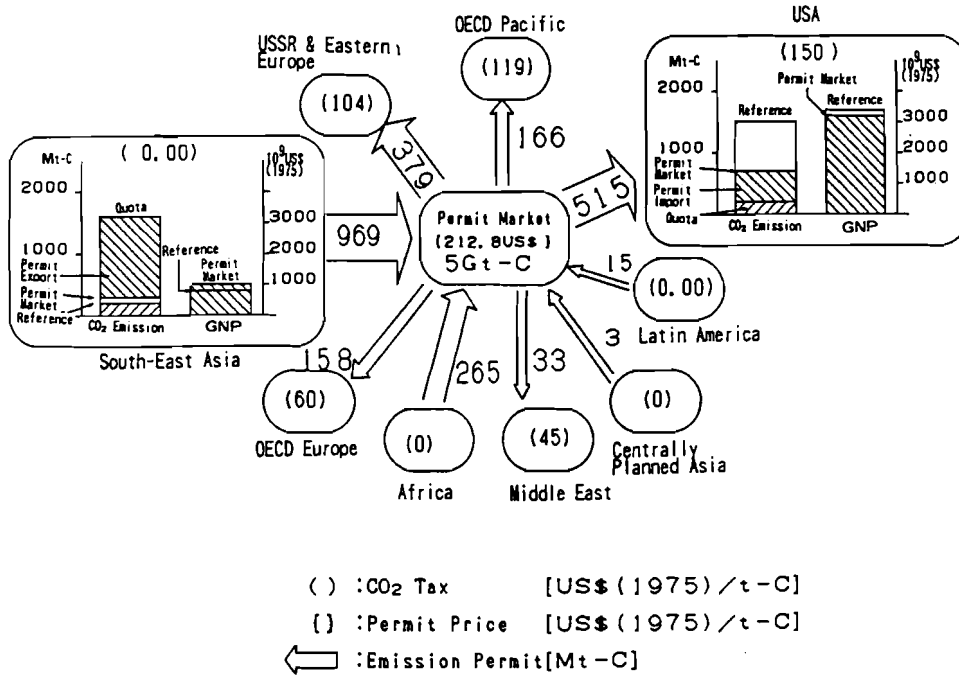 OECD Pacific
(119)
USSR & Eastern
Europe
(104)
USA
(150)
Mt-C
10⁹US$
(1975)
Permit Market
Reference
Reference
2000
1000
3000
2000
1000
Permit
Market
Permit
Import
Quota
CO₂ Emission
GNP
379
166
515
(0.00)
Mt-C
10⁹US$
(1975)
2000
1000
Quota
Reference
Permit
Market
3000
2000
1000
Permit
Export
Permit
Market
Reference
CO₂ Emission
GNP
South-East Asia
969
Permit Market
{212.8US$}
5Gt-C
15
(0.00)
Latin America
158
265
33
3
(60)
OECD Europe
(0)
Africa
(45)
Middle East
(0)
Centrally
Planned Asia
( ) :CO₂ Tax [US$(1975)/t-C]
{} :Permit Price [US$(1975)/t-C]
:Emission Permit[Mt-C]